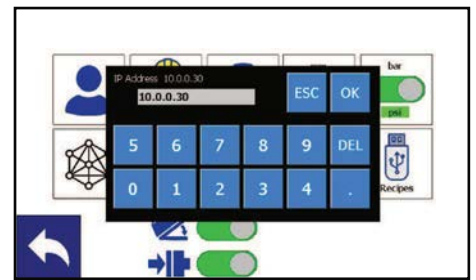 bar
IP Address 10.0.0.30
10.0.0.30
ESC OK
psi
5 6 7 8 9 DEL
0 1 2 3 4 .
Recipes